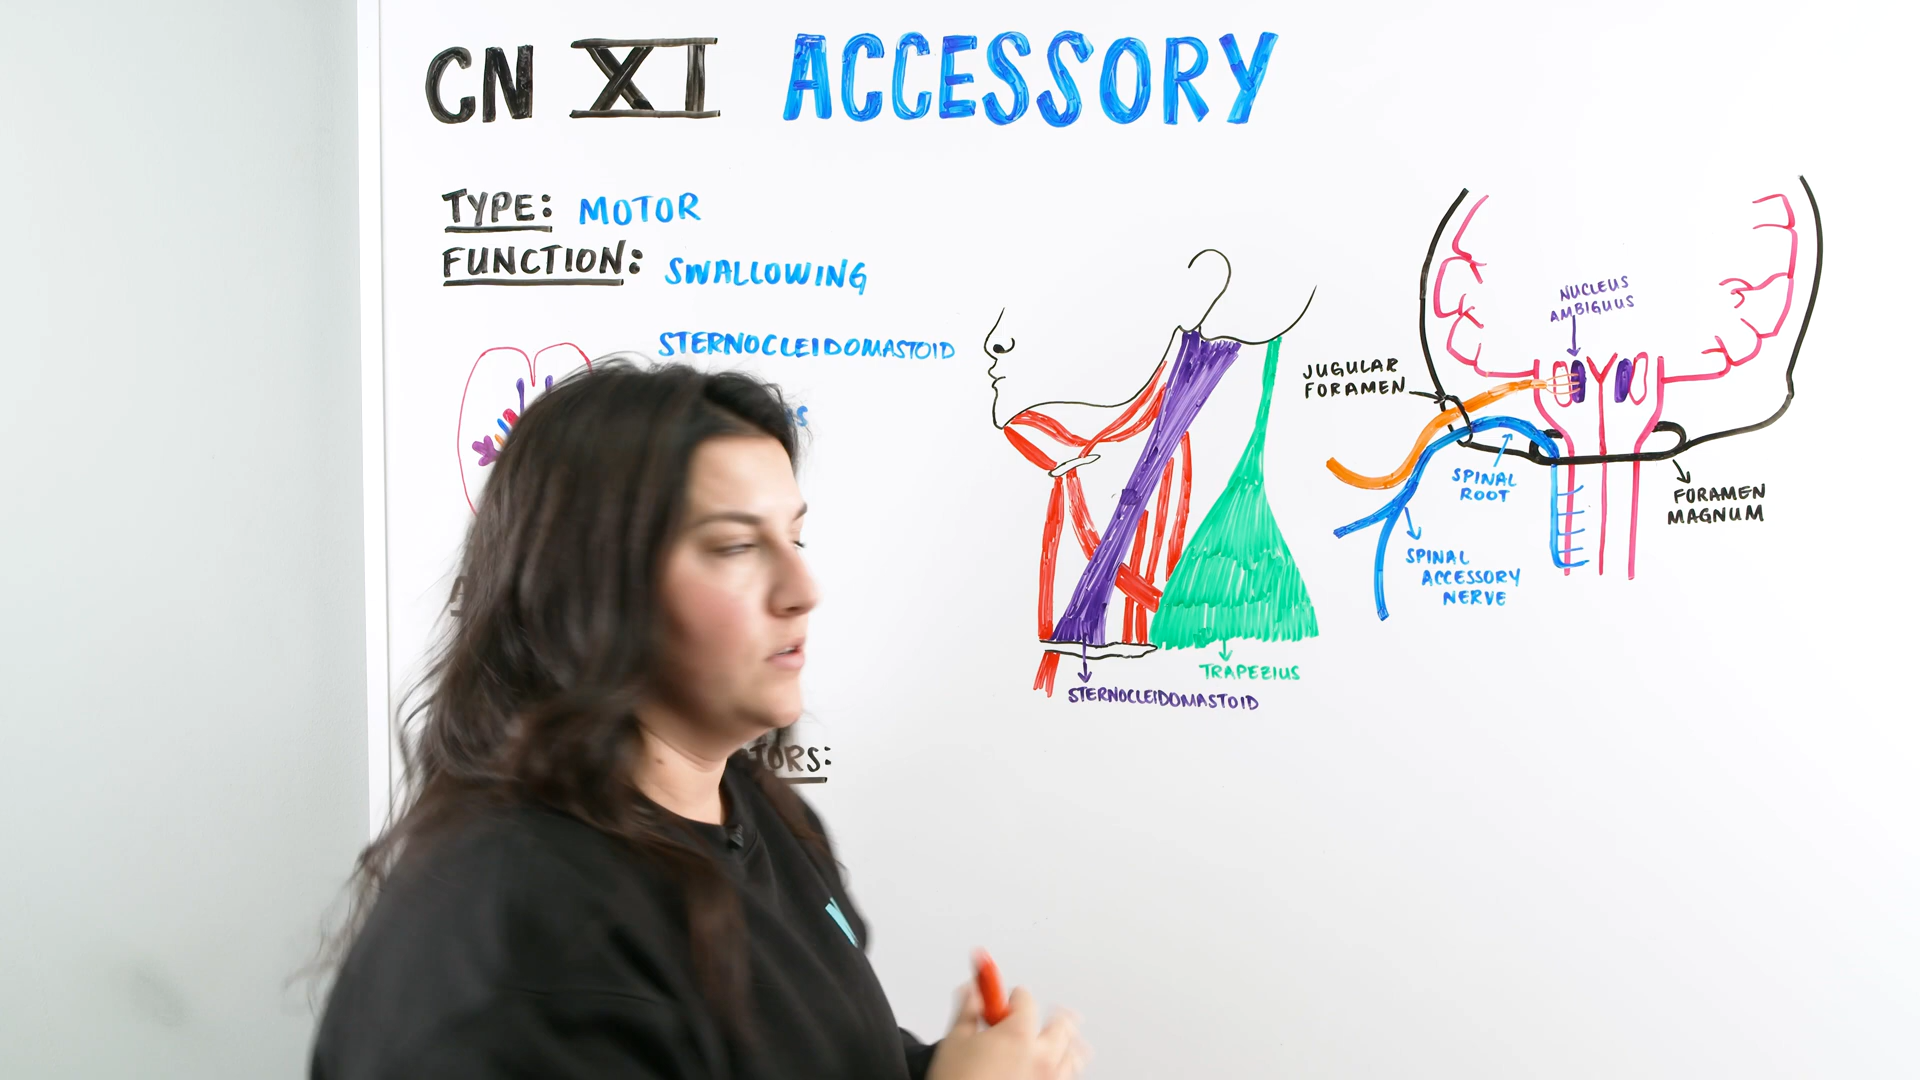 CN XI ACCESSORY
TYPE: MOTOR
FUNCTION: SWALLOWING
STERNOCLEIDOMASTOID
NUCLEUS
AMBIGUUS
JUGULAR
FORAMEN
SPINAL
ROOT
FORAMEN
MAGNUM
SPINAL
ACCESSORY
NERVE
TRAPEZIUS
STERNOCLEIDOMASTOID